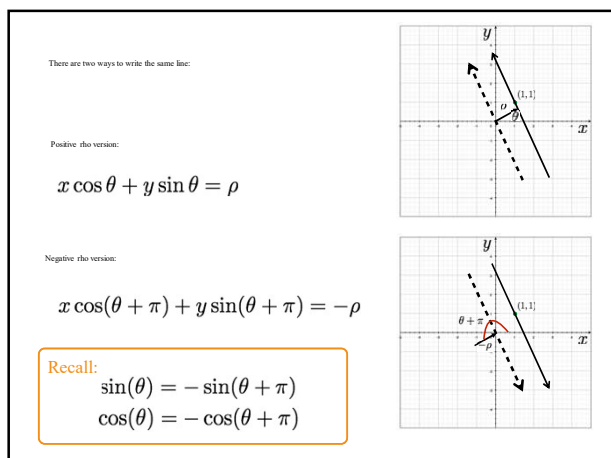 There are two ways to write the same line:
Positive rho version:
x cos θ + y sin θ = ρ
Negative rho version:
x cos(θ + π) + y sin(θ + π) = −ρ
Recall:
sin(θ) = − sin(θ + π)
cos(θ) = − cos(θ + π)
y
(1,1)
ρ
θ
x
y
(1,1)
θ + π
x
−ρ